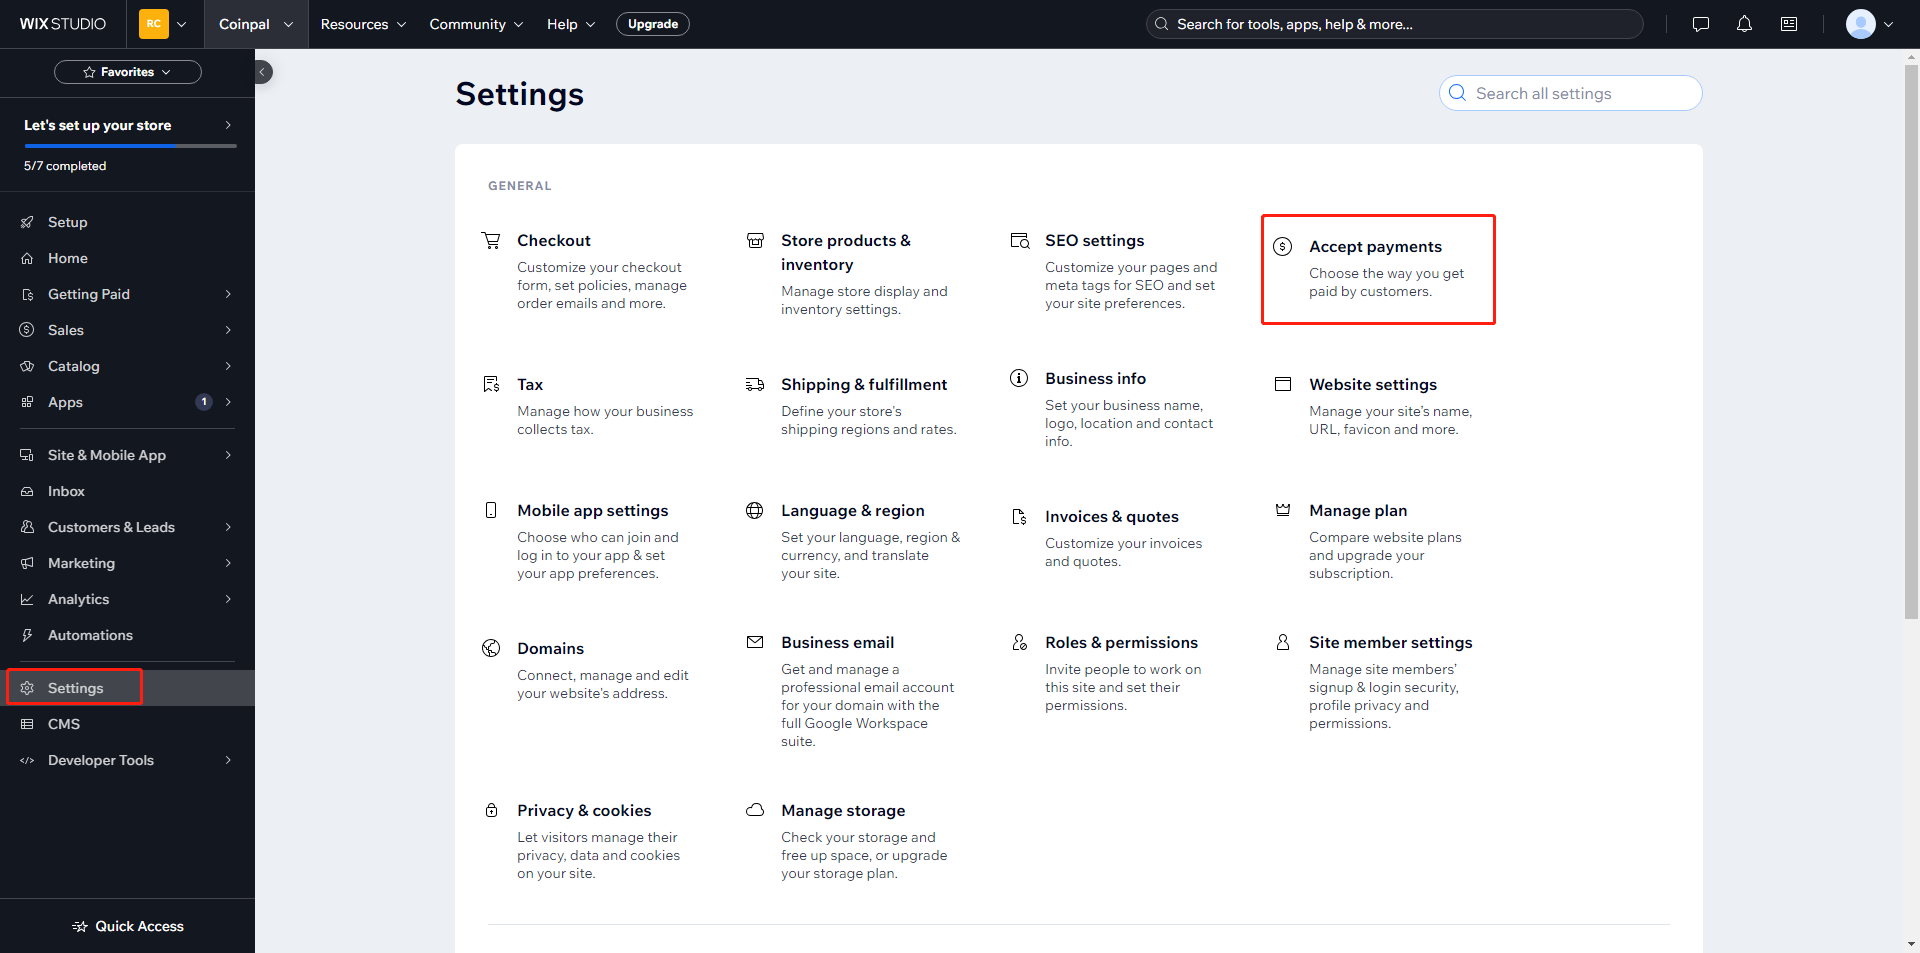 WIX STUDIO
RC
Coinpal
Resources
Community
Help
Upgrade
Search for tools, apps, help & more...
Favorites
Let's set up your store
5/7 completed
Setup
Home
Getting Paid
Sales
Catalog
Apps
1
Site & Mobile App
Inbox
Customers & Leads
Marketing
Analytics
Automations
Settings
CMS
Developer Tools
Quick Access
Settings
Search all settings
GENERAL
Checkout
Customize your checkout
form, set policies, manage
order emails and more.
Store products &
inventory
Manage store display and
inventory settings.
SEO settings
Customize your pages and
meta tags for SEO and set
your site preferences.
Accept payments
Choose the way you get
paid by customers.
Tax
Manage how your business
collects tax.
Shipping & fulfillment
Define your store's
shipping regions and rates.
Business info
Set your business name,
logo, location and contact
info.
Website settings
Manage your site's name,
URL, favicon and more.
Mobile app settings
Choose who can join and
log in to your app & set
your app preferences.
Language & region
Set your language, region &
currency, and translate
your site.
Invoices & quotes
Customize your invoices
and quotes.
Manage plan
Compare website plans
and upgrade your
subscription.
Domains
Connect, manage and edit
your website's address.
Business email
Get and manage a
professional email account
for your domain with the
full Google Workspace
suite.
Roles & permissions
Invite people to work on
this site and set their
permissions.
Site member settings
Manage site members'
signup & login security,
profile privacy and
permissions.
Privacy & cookies
Let visitors manage their
privacy, data and cookies
on your site.
Manage storage
Check your storage and
free up space, or upgrade
your storage plan.